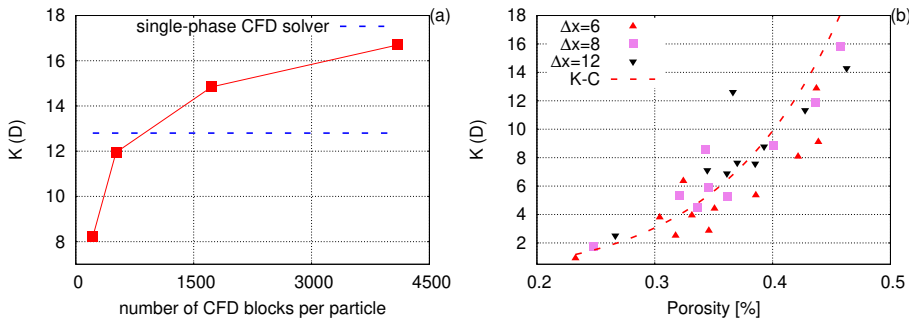 (a)
single-phase CFD solver
K (D)
18
16
14
12
10
8
0
1500
3000
4500
number of CFD blocks per particle
(b)
Δx=6
Δx=8
Δx=12
K-C
K (D)
18
16
14
12
10
8
6
4
2
0.2
0.3
0.4
0.5
Porosity [%]